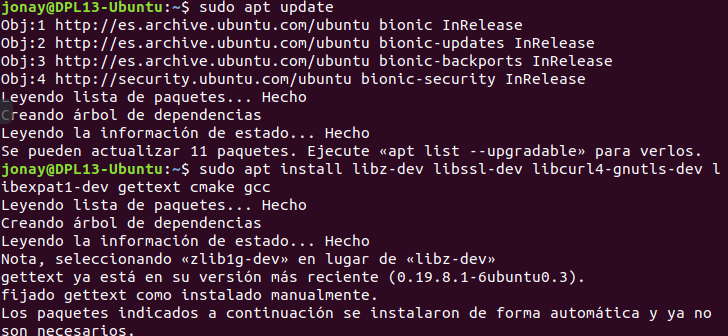 jonay@DPL13-Ubuntu:~$ sudo apt update
Obj:1 http://es.archive.ubuntu.com/ubuntu bionic InRelease
Obj:2 http://es.archive.ubuntu.com/ubuntu bionic-updates InRelease
Obj:3 http://es.archive.ubuntu.com/ubuntu bionic-backports InRelease
Obj:4 http://security.ubuntu.com/ubuntu bionic-security InRelease
Leyendo lista de paquetes... Hecho
Creando árbol de dependencias
Leyendo la información de estado... Hecho
Se pueden actualizar 11 paquetes. Ejecute «apt list --upgradable» para verlos.
jonay@DPL13-Ubuntu:~$ sudo apt install libz-dev libssl-dev libcurl4-gnutls-dev l
ibexpat1-dev gettext cmake gcc
Leyendo lista de paquetes... Hecho
Creando árbol de dependencias
Leyendo la información de estado... Hecho
Nota, seleccionando «zlib1g-dev» en lugar de «libz-dev»
gettext ya está en su versión más reciente (0.19.8.1-6ubuntu0.3).
fijado gettext como instalado manualmente.
Los paquetes indicados a continuación se instalaron de forma automática y ya no
son necesarios.